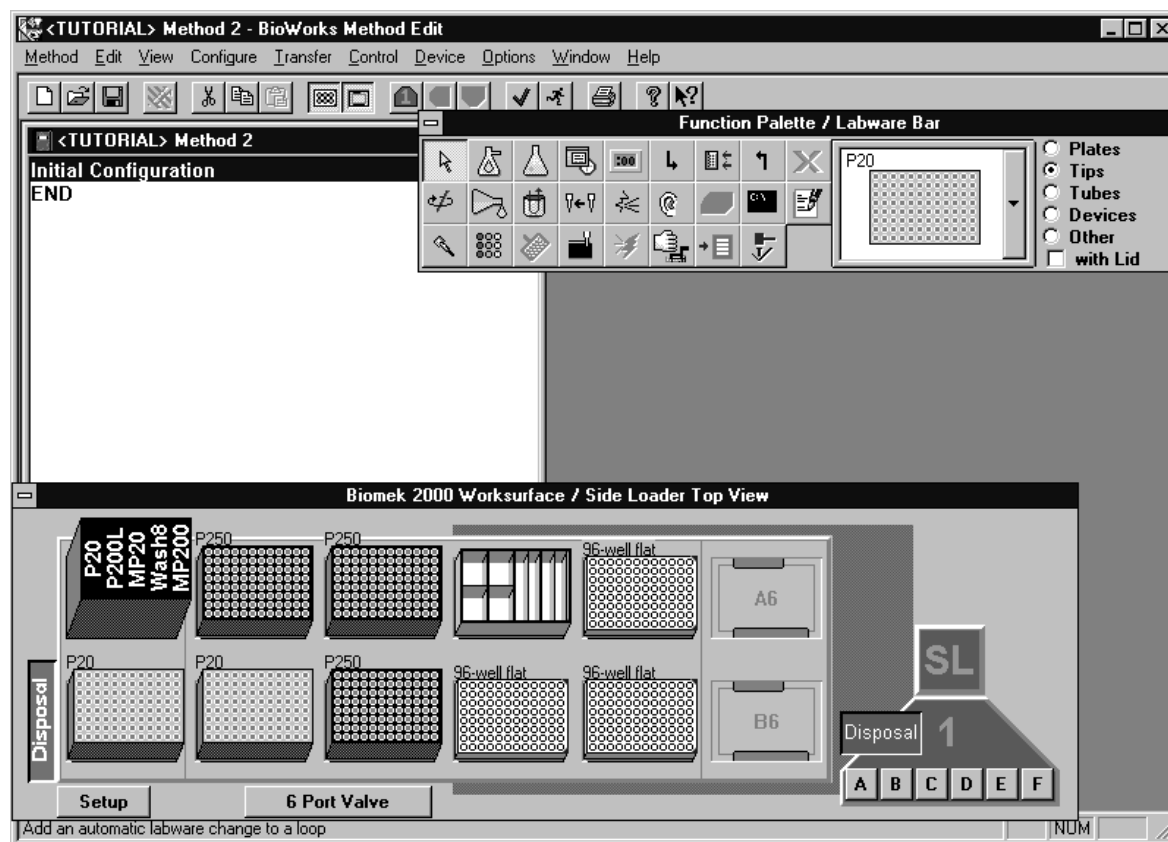 <TUTORIAL> Method 2 - BioWorks Method Edit
Method Edit View Configure Transfer Control Device Options Window Help
1
Function Palette / Labware Bar
<TUTORIAL> Method 2
Initial Configuration
END
:00
C:\
P20
Plates
Tips
Tubes
Devices
Other
with Lid
Biomek 2000 Worksurface / Side Loader Top View
P20
P200L
MP20
Wash8
MP200
P250
P250
96-well flat
A6
P20
P20
P250
96-well flat
96-well flat
B6
Disposal
SL
Disposal
1
A B C D E F
Setup
6 Port Valve
Add an automatic labware change to a loop
NUM